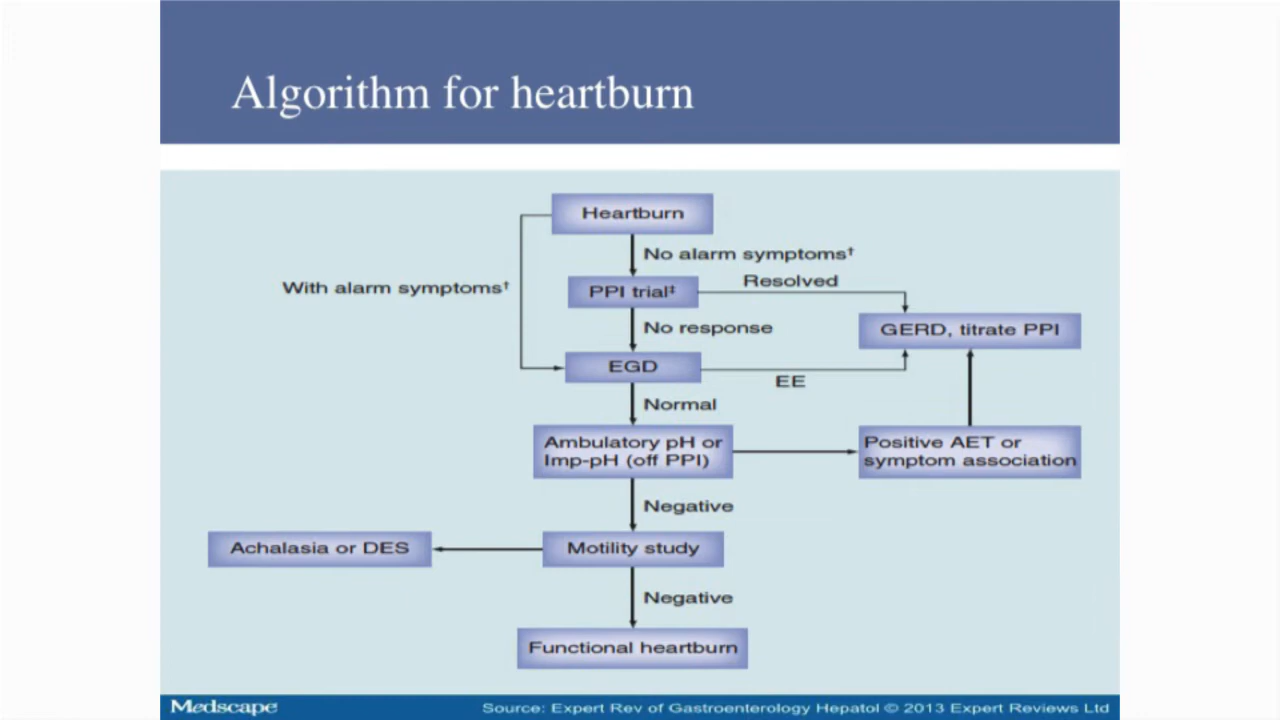 Algorithm for heartburn
Heartburn
No alarm symptoms†
With alarm symptoms†
PPI trial‡
Resolved
No response
GERD, titrate PPI
EGD
EE
Normal
Ambulatory pH or
Imp-pH (off PPI)
Positive AET or
symptom association
Negative
Achalasia or DES
Motility study
Negative
Functional heartburn
Medscape
Source: Expert Rev of Gastroenterology Hepatol © 2013 Expert Reviews Ltd